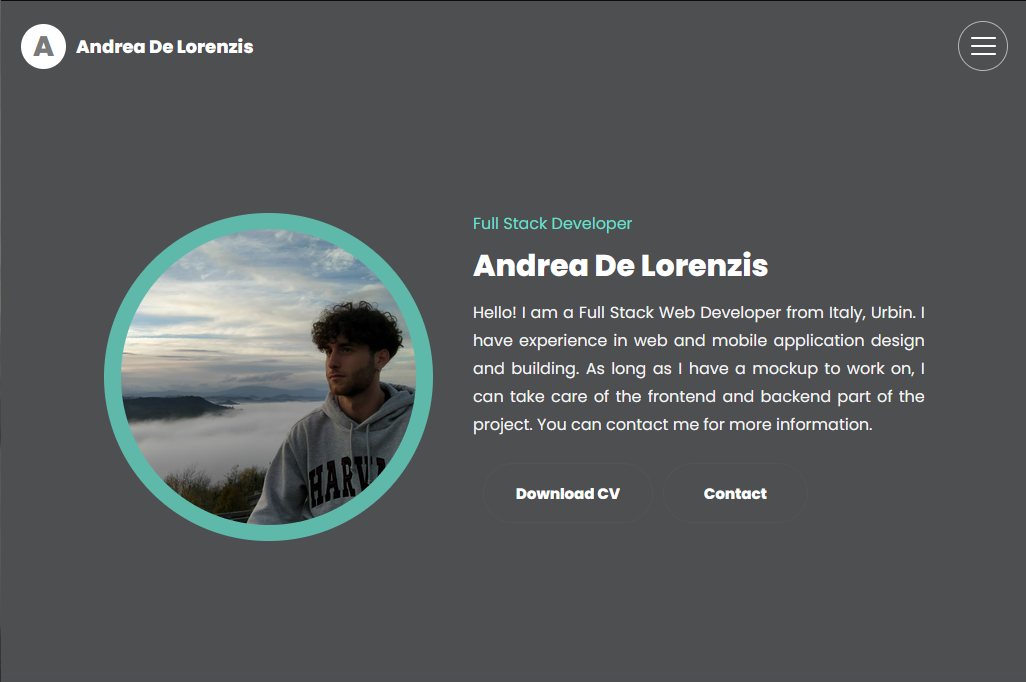 A Andrea De Lorenzis
Full Stack Developer
Andrea De Lorenzis
Hello! I am a Full Stack Web Developer from Italy, Urbin. I
have experience in web and mobile application design
and building. As long as I have a mockup to work on, I
can take care of the frontend and backend part of the
project. You can contact me for more information.
HARV
Download CV Contact